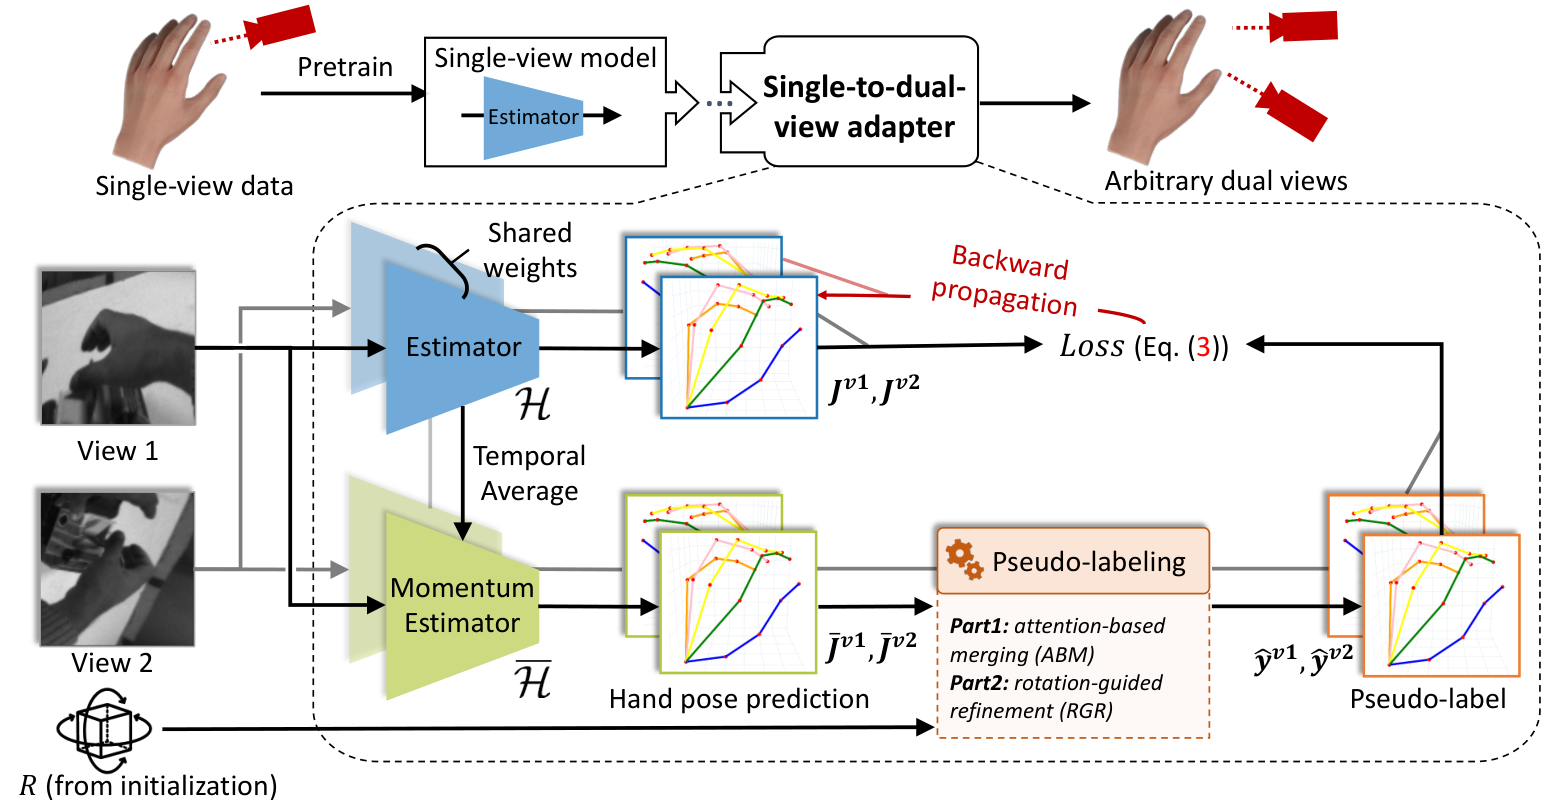 Pretrain
Single-view model
Estimator
Single-to-dual-
view adapter
Single-view data
Arbitrary dual views
Shared
weights
Backward
propagation
View 1
Estimator
ℋ
J^{v1}, J^{v2}
Loss (Eq. (3))
Temporal
Average
View 2
Momentum
Estimator
ℋ̅
J̅^{v1}, J̅^{v2}
Hand pose prediction
Pseudo-labeling
Part1: attention-based
merging (ABM)
Part2: rotation-guided
refinement (RGR)
ŷ^{v1}, ŷ^{v2}
Pseudo-label
R (from initialization)